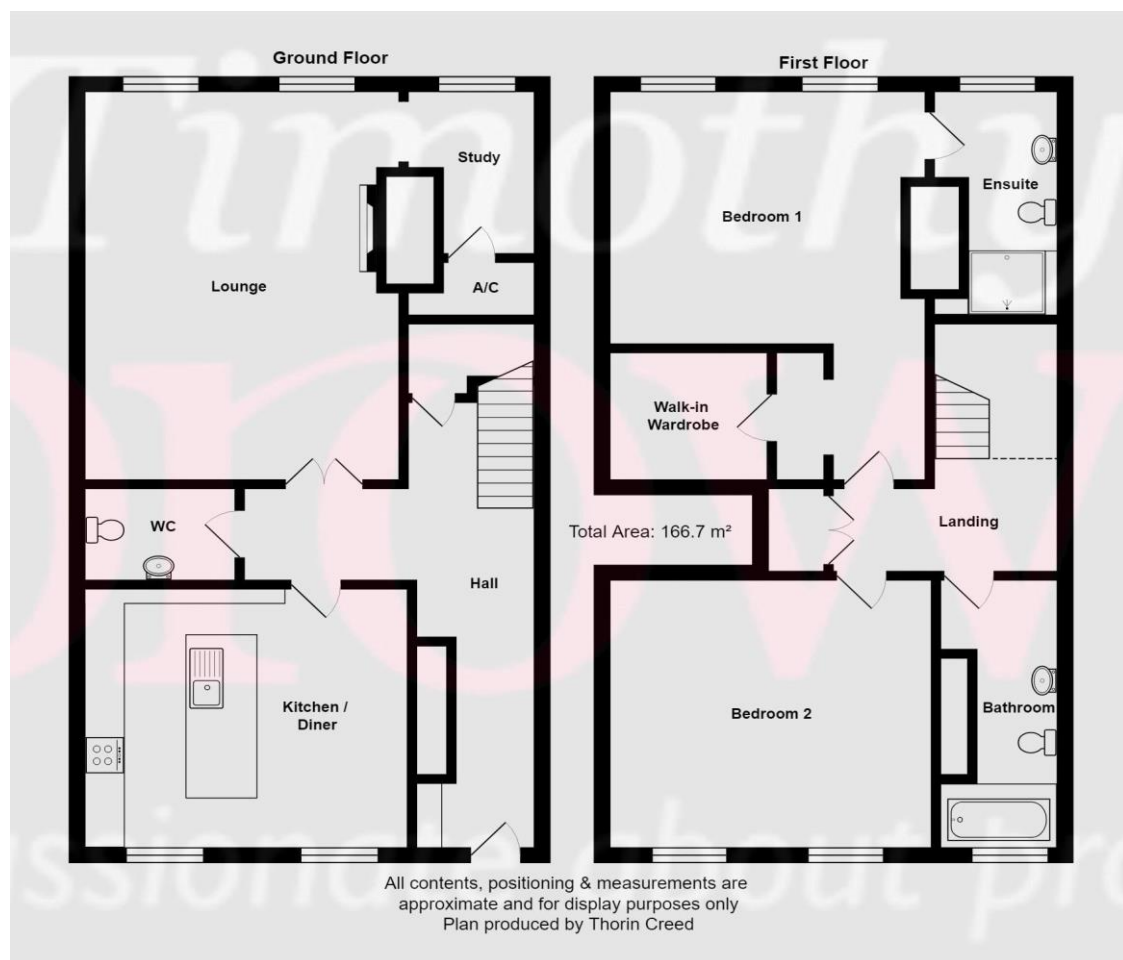 Ground Floor
First Floor
Timothy
Study
Ensuite
Bedroom 1
Lounge
A/C
Walk-in
Wardrobe
WC
Total Area: 166.7 m²
Landing
Hall
Kitchen /
Diner
Bedroom 2
Bathroom
All contents, positioning & measurements are
approximate and for display purposes only
Plan produced by Thorin Creed